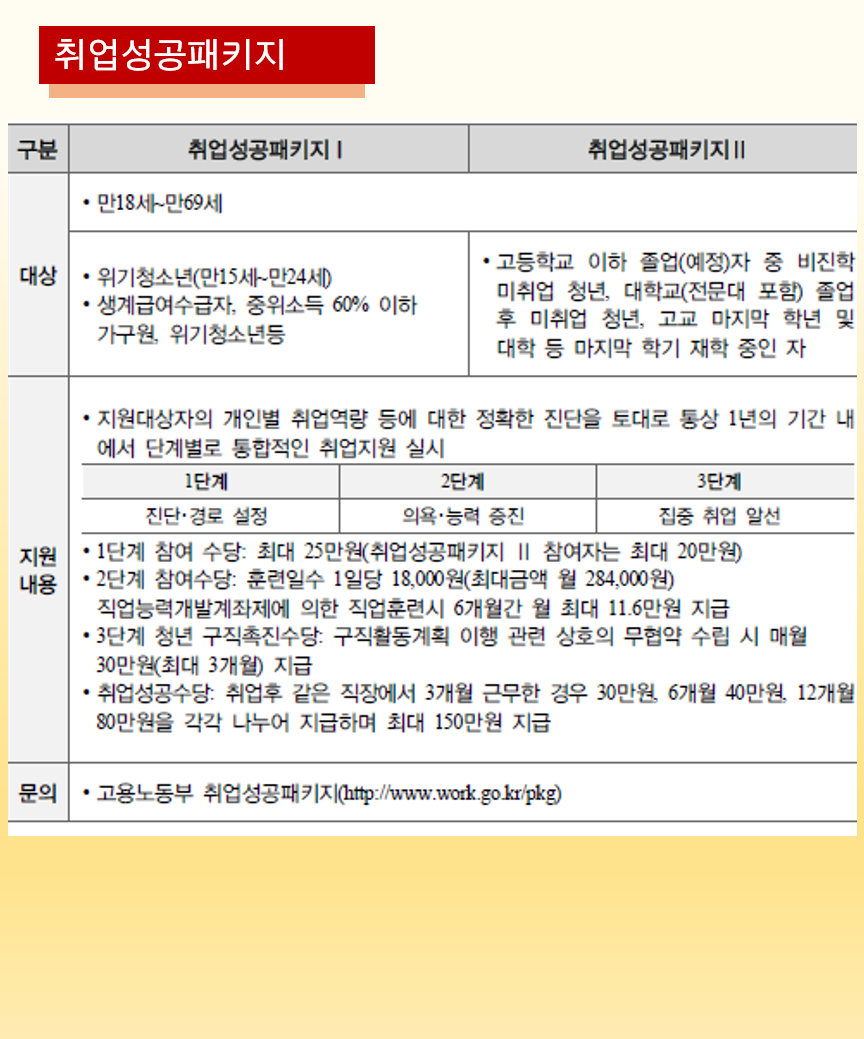 취업성공패키지
구분 취업성공패키지Ⅰ 취업성공패키지Ⅱ
대상
• 만18세~만69세
• 위기청소년(만15세~만24세)
• 생계급여수급자, 중위소득 60% 이하
가구원, 위기청소년등
• 고등학교 이하 졸업(예정)자 중 비진학
미취업 청년, 대학교(전문대 포함) 졸업
후 미취업 청년, 고교 마지막 학년 및
대학 등 마지막 학기 재학 중인 자
지원
내용
• 지원대상자의 개인별 취업역량 등에 대한 정확한 진단을 토대로 통상 1년의 기간 내
에서 단계별로 통합적인 취업지원 실시
1단계 2단계 3단계
진단·경로 설정 의욕·능력 증진 집중 취업 알선
• 1단계 참여 수당: 최대 25만원(취업성공패키지 Ⅱ 참여자는 최대 20만원)
• 2단계 참여수당: 훈련일수 1일당 18,000원(최대금액 월 284,000원)
직업능력개발계좌제에 의한 직업훈련시 6개월간 월 최대 11.6만원 지급
• 3단계 청년 구직촉진수당: 구직활동계획 이행 관련 상호의 무협약 수립 시 매월
30만원(최대 3개월) 지급
• 취업성공수당: 취업후 같은 직장에서 3개월 근무한 경우 30만원, 6개월 40만원, 12개월
80만원을 각각 나누어 지급하며 최대 150만원 지급
문의
• 고용노동부 취업성공패키지(http://www.work.go.kr/pkg)